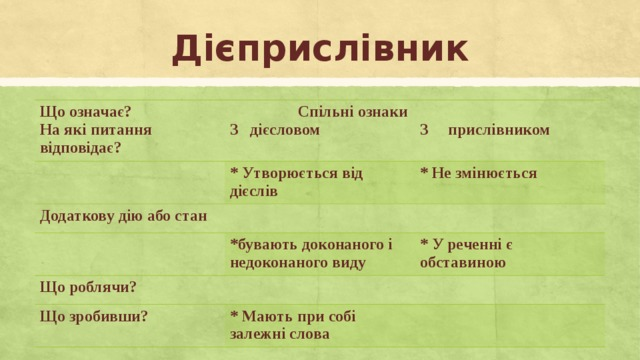 Дієприслівник
Що означає?
На які питання
відповідає?
Спільні ознаки
З дієсловом
З прислівником
* Утворюється від
дієслів
* Не змінюється
Додаткову дію або стан
*бувають доконаного і
недоконаного виду
* У реченні є
обставиною
Що роблячи?
Що зробивши?
* Мають при собі
залежні слова